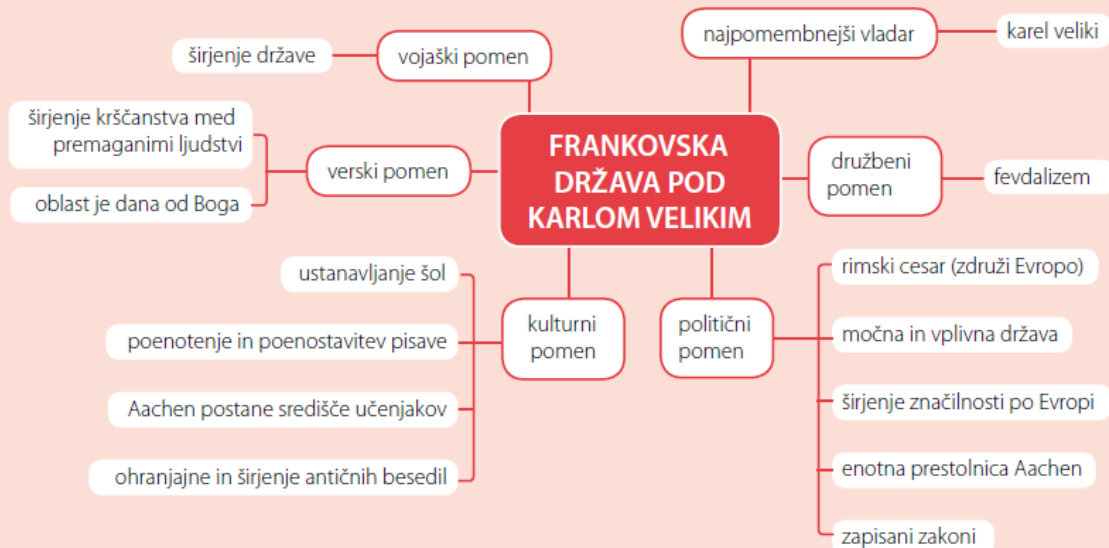 FRANKOVSKA
DRŽAVA POD
KARLOM VELIKIM
najpomembnejši vladar
karel veliki
družbeni
pomen
fevdalizem
politični
pomen
rimski cesar (združi Evropo)
močna in vplivna država
širjenje značilnosti po Evropi
enotna prestolnica Aachen
zapisani zakoni
kulturni
pomen
ustanavljanje šol
poenotenje in poenostavitev pisave
Aachen postane središče učenjakov
ohranjajne in širjenje antičnih besedil
verski pomen
širjenje krščanstva med
premaganimi ljudstvi
oblast je dana od Boga
vojaški pomen
širjenje države